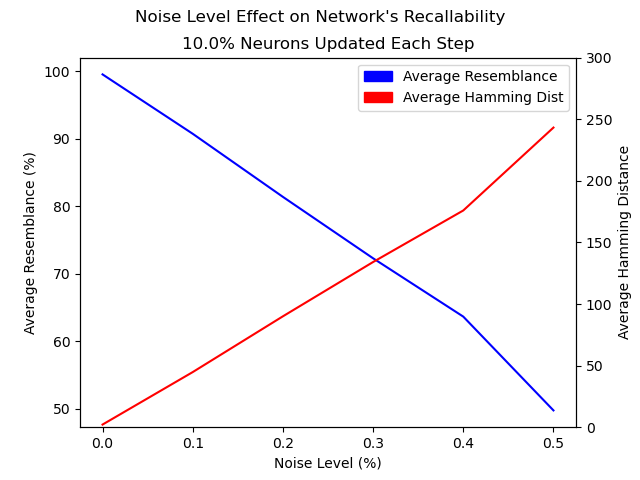 Noise Level Effect on Network's Recallability
10.0% Neurons Updated Each Step
Average Resemblance
Average Hamming Dist
Average Resemblance (%)
100
90
80
70
60
50
300
250
200
150
100
50
0
Average Hamming Distance
0.0 0.1 0.2 0.3 0.4 0.5
Noise Level (%)